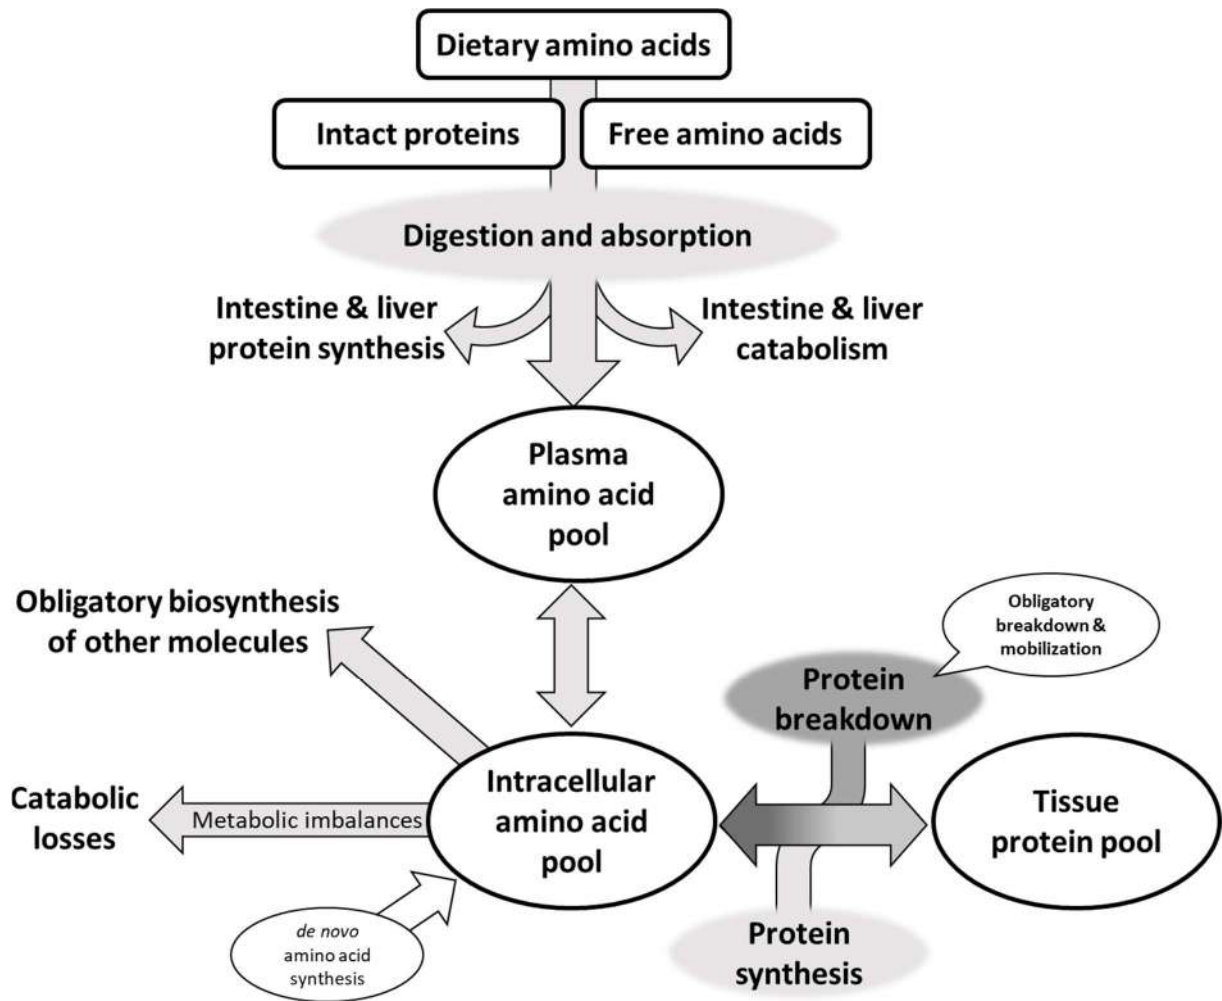 Dietary amino acids
Intact proteins
Free amino acids
Digestion and absorption
Intestine & liver
protein synthesis
Intestine & liver
catabolism
Plasma
amino acid
pool
Obligatory biosynthesis
of other molecules
Obligatory
breakdown &
mobilization
Protein
breakdown
Catabolic
losses
Metabolic imbalances
Intracellular
amino acid
pool
Tissue
protein pool
de novo
amino acid
synthesis
Protein
synthesis